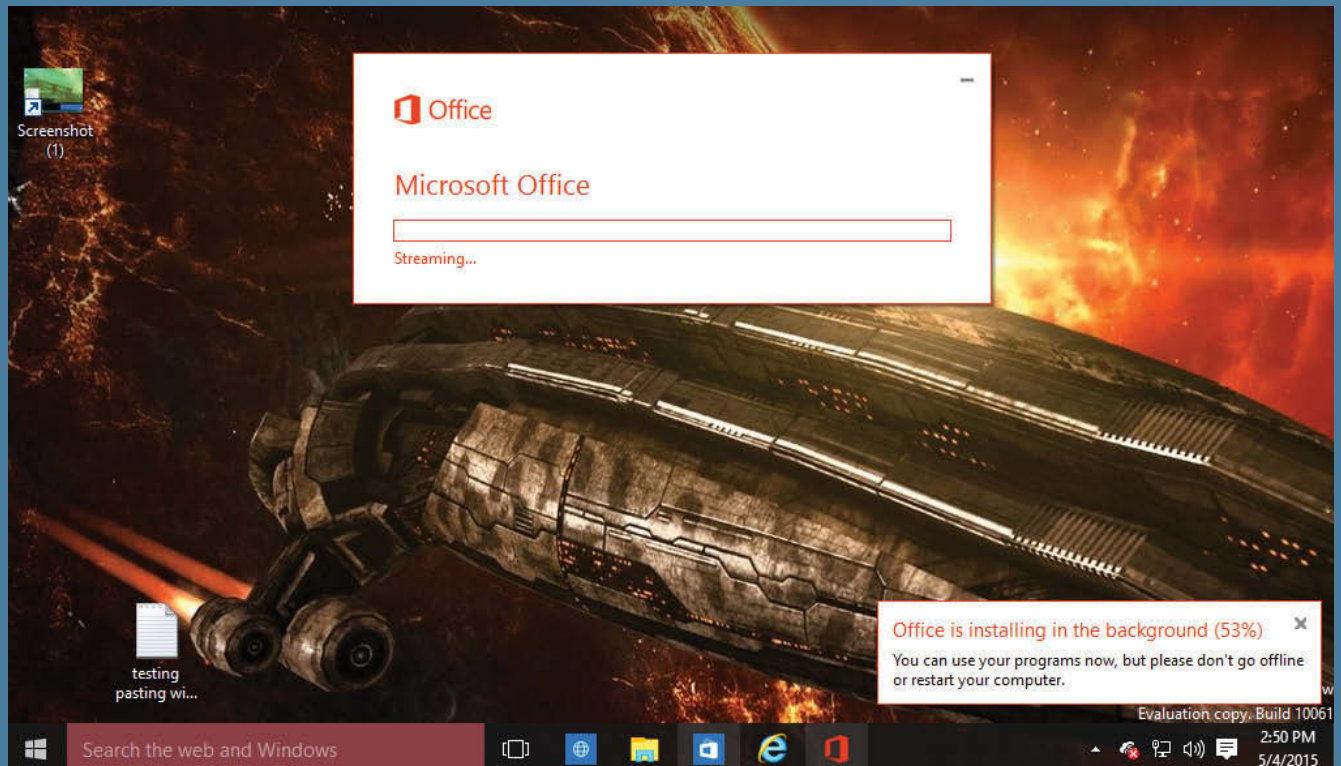 Screenshot
(1)
Office
Microsoft Office
Streaming...
testing
pasting wi...
Office is installing in the background (53%)
You can use your programs now, but please don't go offline
or restart your computer.
w
Evaluation copy. Build 10061
Search the web and Windows
2:50 PM
5/4/2015